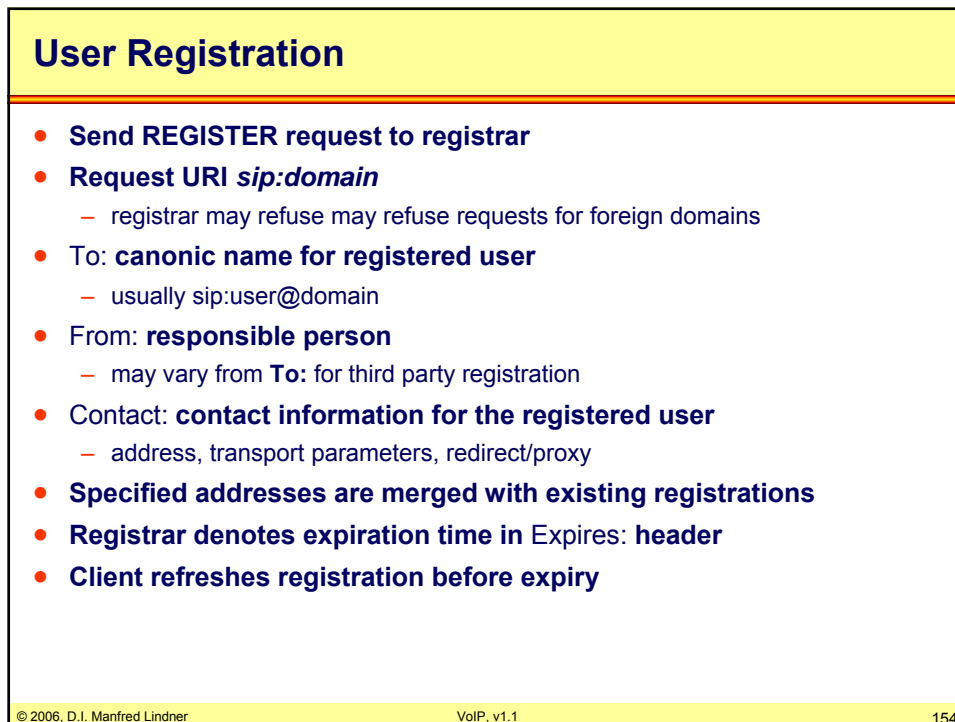 User Registration
• Send REGISTER request to registrar
• Request URI sip:domain
– registrar may refuse may refuse requests for foreign domains
• To: canonic name for registered user
– usually sip:user@domain
• From: responsible person
– may vary from To: for third party registration
• Contact: contact information for the registered user
– address, transport parameters, redirect/proxy
• Specified addresses are merged with existing registrations
• Registrar denotes expiration time in Expires: header
• Client refreshes registration before expiry
© 2006, D.I. Manfred Lindner
VoIP, v1.1
154